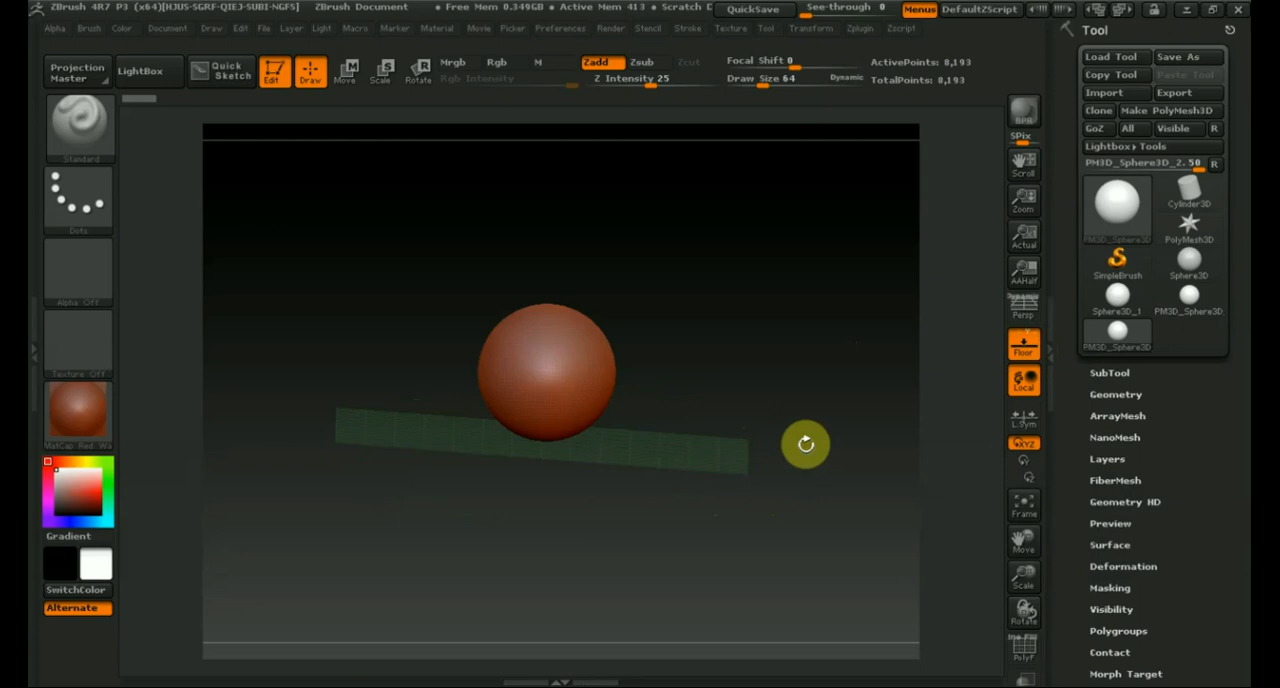 ZBrush 4R7 P3 (x64)[HJUS-SGRF-QIEJ-SUBI-NGFS] ZBrush Document • Free Mem 0.349GB • Active Mem 413 • Scratch D QuickSave See-through 0 Menus DefaultZScript
Alpha Brush Color Document Draw Edit File Layer Light Macro Marker Material Movie Picker Preferences Render Stencil Stroke Texture Tool Transform Zplugin Zscript
Projection Master
LightBox
Quick Sketch
Edit
Draw
Move
Scale
Rotate
Mrgb Rgb M
Rgb Intensity
Zadd Zsub Zcut
Z Intensity 25
Focal Shift 0
Draw Size 64 Dynamic
ActivePoints: 8,193
TotalPoints: 8,193
Standard
Dots
Alpha Off
Texture Off
MatCap Red Wa
Gradient
SwitchColor
Alternate
BPR
SPix
Scroll
Zoom
Actual
AAHalf
Dynamic
Persp
Floor
Local
L.Sym
XYZ
Frame
Move
Scale
Rotate
PolyF
Tool
Load Tool Save As
Copy Tool Paste Tool
Import Export
Clone Make PolyMesh3D
GoZ All Visible R
Lightbox▸Tools
PM3D_Sphere3D_2. 50 R
PM3D_Sphere3D Cylinder3D
PolyMesh3D
SimpleBrush Sphere3D
Sphere3D_1 PM3D_Sphere3D
PM3D_Sphere3D
SubTool
Geometry
ArrayMesh
NanoMesh
Layers
FiberMesh
Geometry HD
Preview
Surface
Deformation
Masking
Visibility
Polygroups
Contact
Morph Target